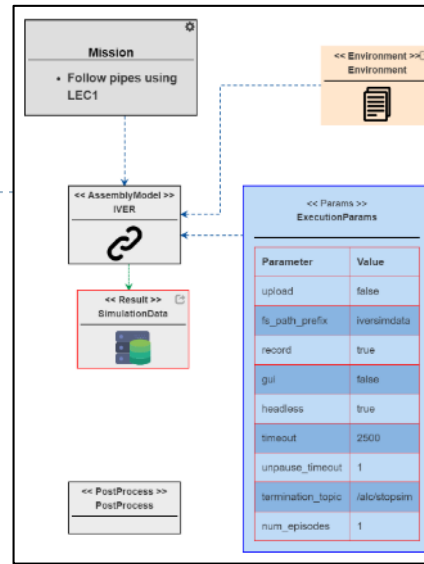 Mission
• Follow pipes using
LEC1
<< Environment >>
Environment
<< AssemblyModel >>
IVER
<< Params >>
ExecutionParams
Parameter Value
upload false
fs_path_prefix iversimdata
record true
gui false
headless true
timeout 2500
unpause_timeout 1
termination_topic /alc/stopsim
num_episodes 1
<< Result >>
SimulationData
<< PostProcess >>
PostProcess